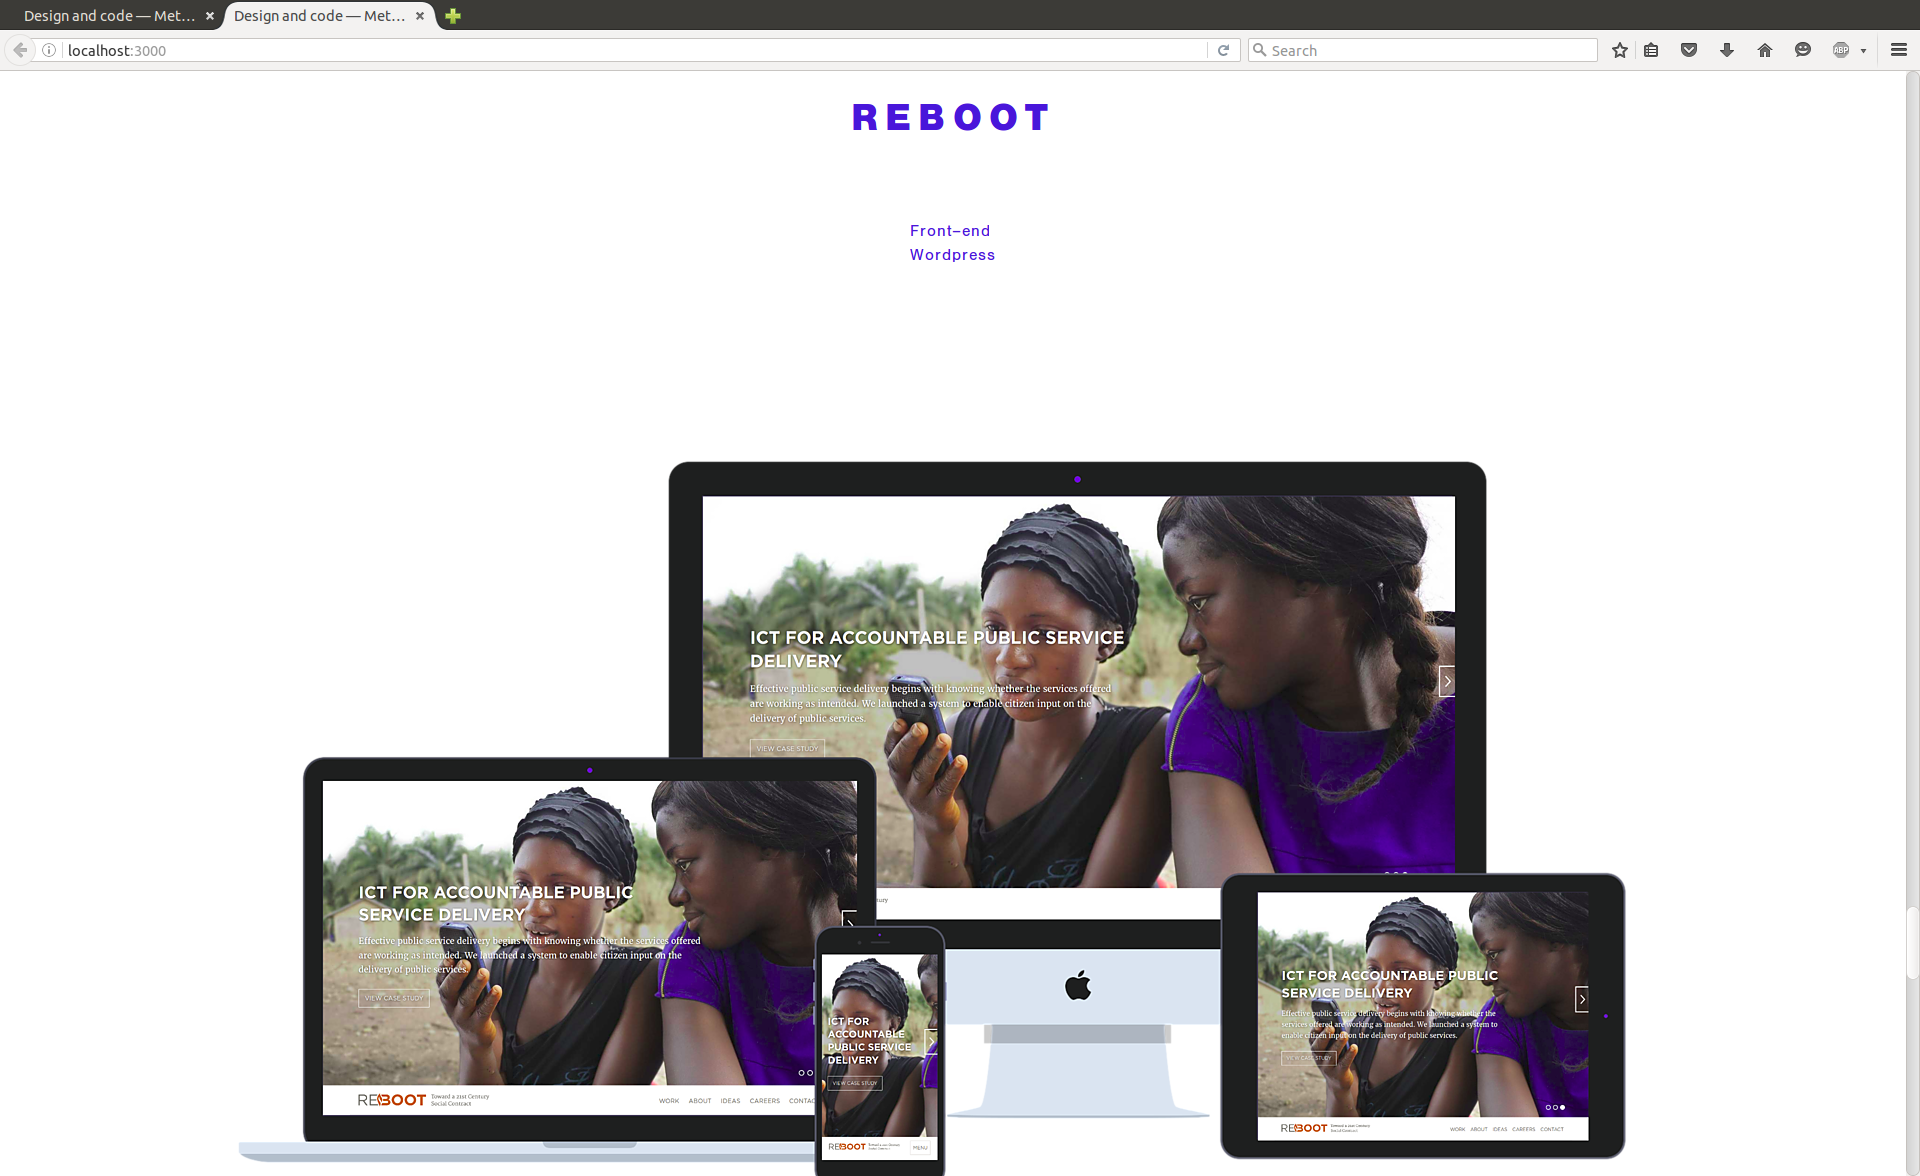 Design and code — Met...
Design and code — Met...
localhost:3000
Search
ABP
REBOOT
Front–end
Wordpress
ICT FOR ACCOUNTABLE PUBLIC SERVICE
DELIVERY
Effective public service delivery begins with knowing whether the services offered
are working as intended. We launched a system to enable citizen input on the
delivery of public services.
VIEW CASE STUDY
ICT FOR ACCOUNTABLE PUBLIC
SERVICE DELIVERY
Effective public service delivery begins with knowing whether the services offered
are working as intended. We launched a system to enable citizen input on the
delivery of public services.
VIEW CASE STUDY
REBOOT
Toward a 21st Century
Social Contract
WORK ABOUT IDEAS CAREERS CONTAC
tury
ICT FOR
ACCOUNTABLE
PUBLIC SERVICE
DELIVERY
VIEW CASE STUDY
REBOOT
Toward a 21st Century
Social Contract
MENU
ICT FOR ACCOUNTABLE PUBLIC
SERVICE DELIVERY
Effective public service delivery begins with knowing whether the
services offered are working as intended. We launched a system to
enable citizen input on the delivery of public services.
VIEW CASE STUDY
REBOOT
Toward a 21st Century
Social Contract
WORK ABOUT IDEAS CAREERS CONTACT